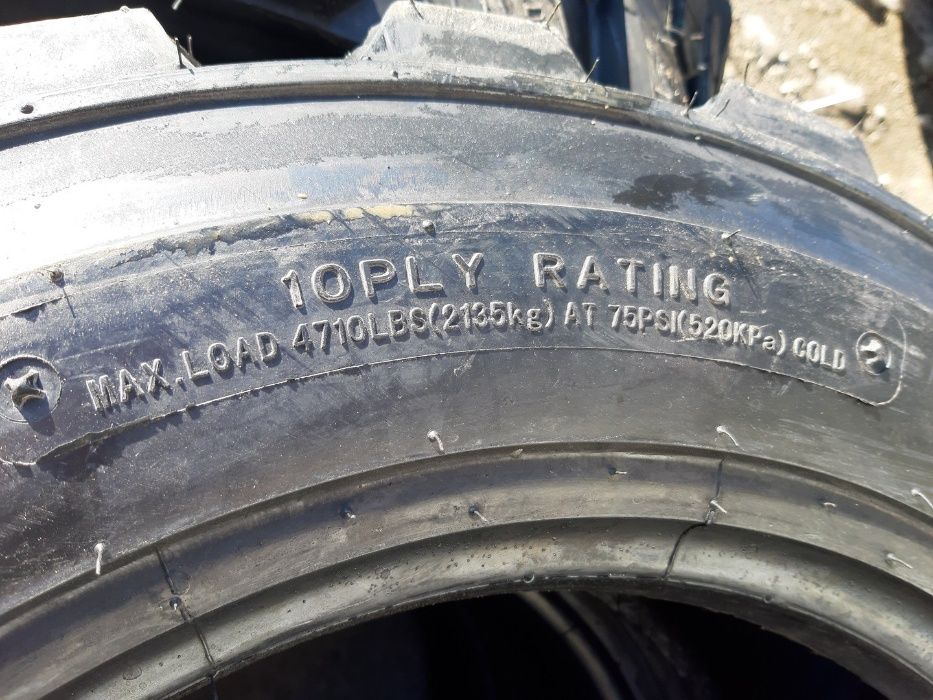 10PLY RATING
MAX.LOAD 4710LBS(2135kg) AT 75PSI(520KPa) COLD